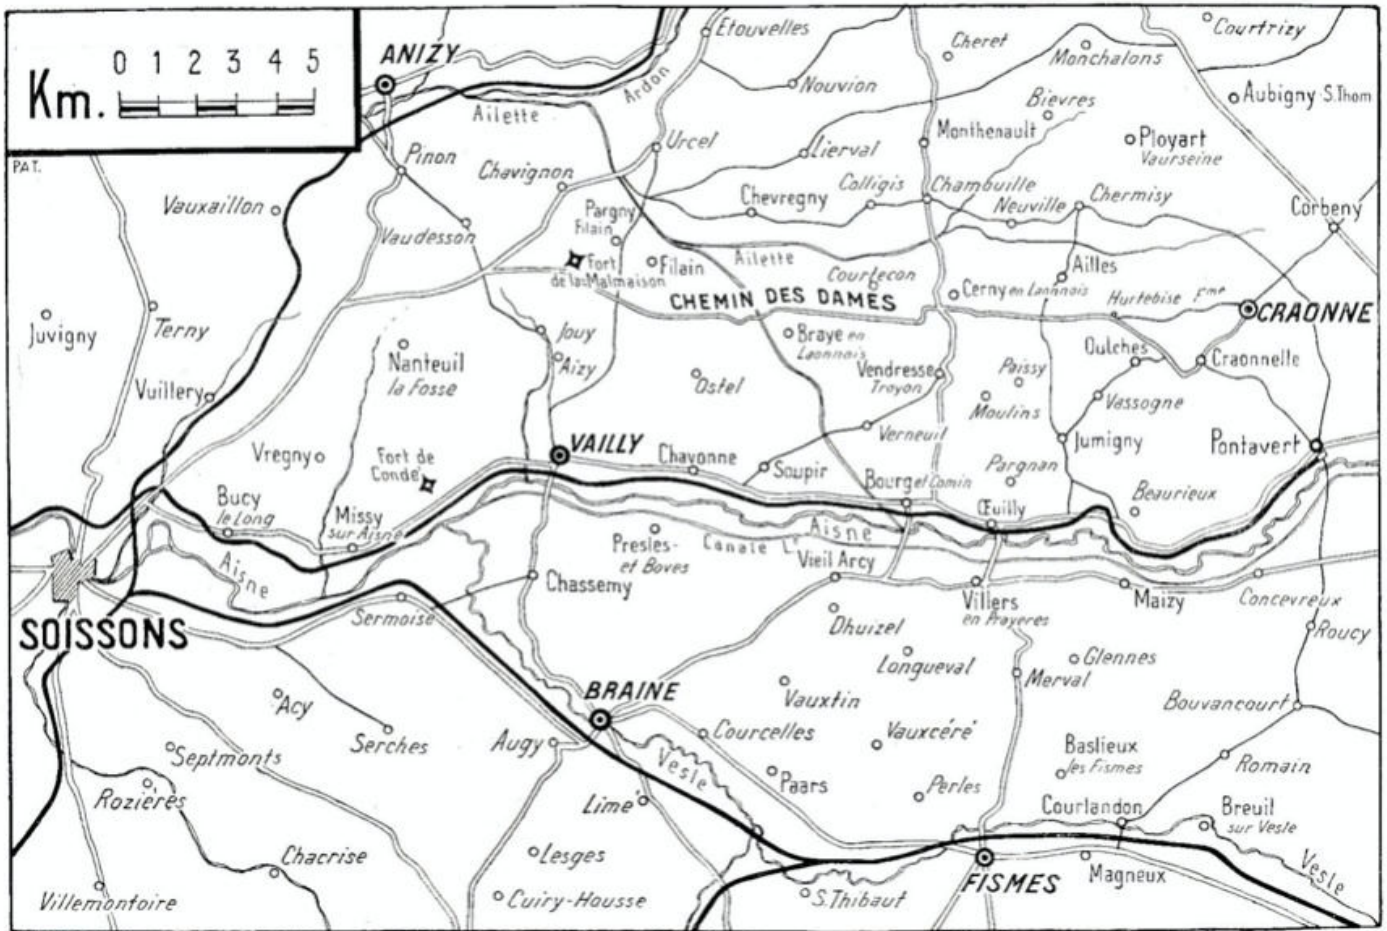 Km.
0 1 2 3 4 5
PAT.
ANIZY
Etouvelles
Cheret
Monchalons
Courtrizy
Nouvion
Ardon
Ailette
Bièvres
Aubigny-S.Thom
Urcel
Lierval
Monthenault
Ployart
Vaurseine
Pinon
Chavignon
Vauxaillon
Chevregny
Colligis
Chambuille
Neuville
Chermisy
Corbeny
Pargny
Filain
Vaudesson
Ailette
Filain
Fort
de la Malmaison
Courtecon
Ailles
CHEMIN DES DAMES
Cerny en Laonnois
Hurtebise Fme
CRAONNE
Juvigny
Terny
Jouy
Aizy
Braye en
Laonnois
Oulches
Craonnelle
Nanteuil
la Fosse
Ostel
Vendresse
Troyon
Paissy
Vuillery
Moulins
Vassogne
Verneuil
Jumigny
Pontavert
VAILLY
Vregny
Fort de
Condé
Chavonne
Soupir
Bourg et Comin
Pargnan
Beaurieux
Bucy
le Long
Missy
sur Aisne
Œuilly
Aisne
Presles-
et Boves
Canale Lal
Aisne
Vieil Arcy
Chassemy
Villers
en Prayeres
Maizy
Concevreux
SOISSONS
Sermoise
Dhuizel
Roucy
Longueval
Glennes
Merval
Acy
BRAINE
Vauxtin
Bouvancourt
Serches
Augy
Courcelles
Vauxcéré
Septmonts
Vesle
Baslieux
les Fismes
Romain
Rozières
Limé
Paars
Perles
Courlandon
Breuil
sur Vesle
Chacrise
Lesges
Vesle
Villemontoire
Cuiry-Housse
S.Thibaut
FISMES
Magneux